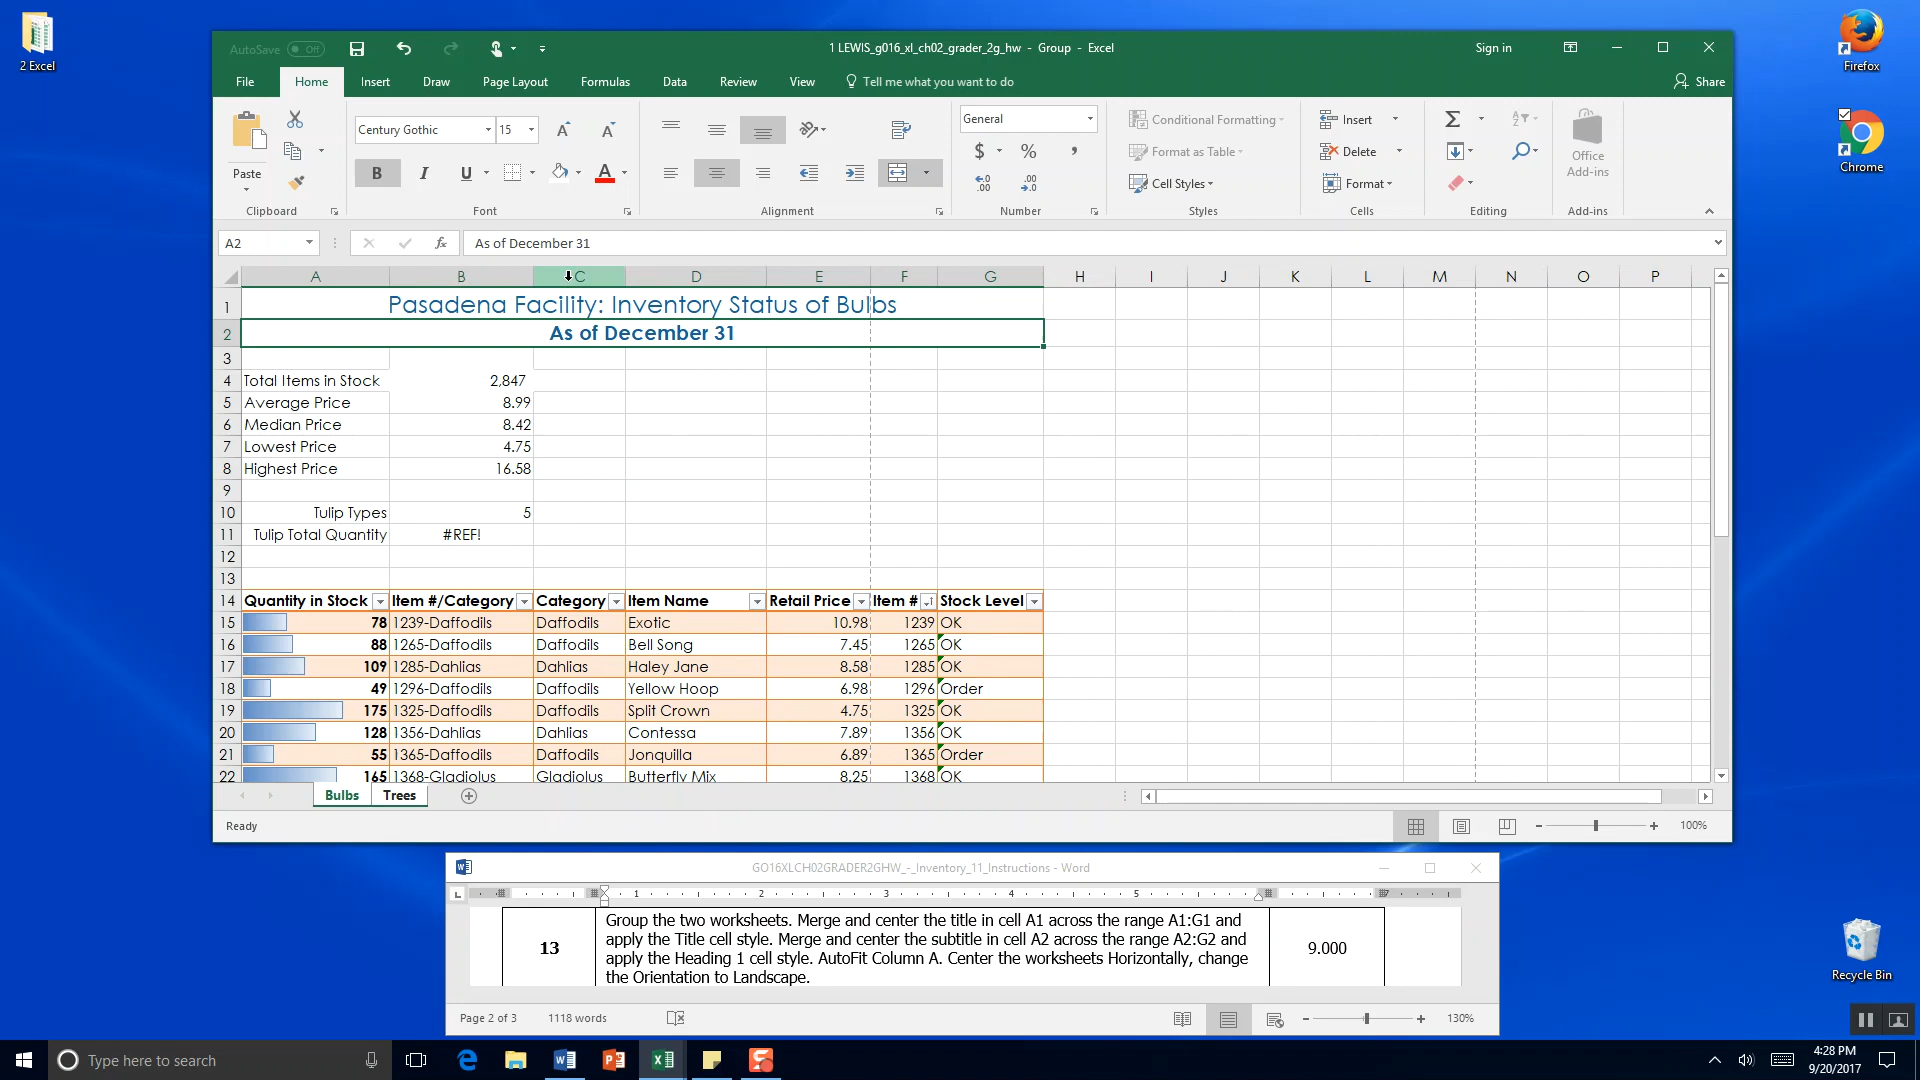 2 Excel
AutoSave Off
1 LEWIS_g016_xl_ch02_grader_2g_hw - Group - Excel
Sign in
File Home Insert Draw Page Layout Formulas Data Review View Tell me what you want to do Share
Paste
Clipboard
Century Gothic 15
B I U
Font
Alignment
General
$ % ,
Number
Conditional Formatting
Format as Table
Cell Styles
Styles
Insert
Delete
Format
Cells
Editing
Office
Add-ins
Add-ins
A2 fx As of December 31
A B C D E F G H I J K L M N O P
1 Pasadena Facility: Inventory Status of Bulbs
2 As of December 31
3
4 Total Items in Stock 2,847
5 Average Price 8.99
6 Median Price 8.42
7 Lowest Price 4.75
8 Highest Price 16.58
9
10 Tulip Types 5
11 Tulip Total Quantity #REF!
12
13
14 Quantity in Stock Item #/Category Category Item Name Retail Price Item # Stock Level
15 78 1239-Daffodils Daffodils Exotic 10.98 1239 OK
16 88 1265-Daffodils Daffodils Bell Song 7.45 1265 OK
17 109 1285-Dahlias Dahlias Haley Jane 8.58 1285 OK
18 49 1296-Daffodils Daffodils Yellow Hoop 6.98 1296 Order
19 175 1325-Daffodils Daffodils Split Crown 4.75 1325 OK
20 128 1356-Dahlias Dahlias Contessa 7.89 1356 OK
21 55 1365-Daffodils Daffodils Jonquilla 6.89 1365 Order
22 165 1368-Gladiolus Gladiolus Butterfly Mix 8.25 1368 OK
Bulbs Trees
Ready
100%
GO16XLCH02GRADER2GHW_-_Inventory_11_Instructions - Word
1 2 3 4 5
13
Group the two worksheets. Merge and center the title in cell A1 across the range A1:G1 and
apply the Title cell style. Merge and center the subtitle in cell A2 across the range A2:G2 and
apply the Heading 1 cell style. AutoFit Column A. Center the worksheets Horizontally, change
the Orientation to Landscape.
9.000
Page 2 of 3 1118 words
130%
Firefox
Chrome
Recycle Bin
Type here to search
4:28 PM
9/20/2017